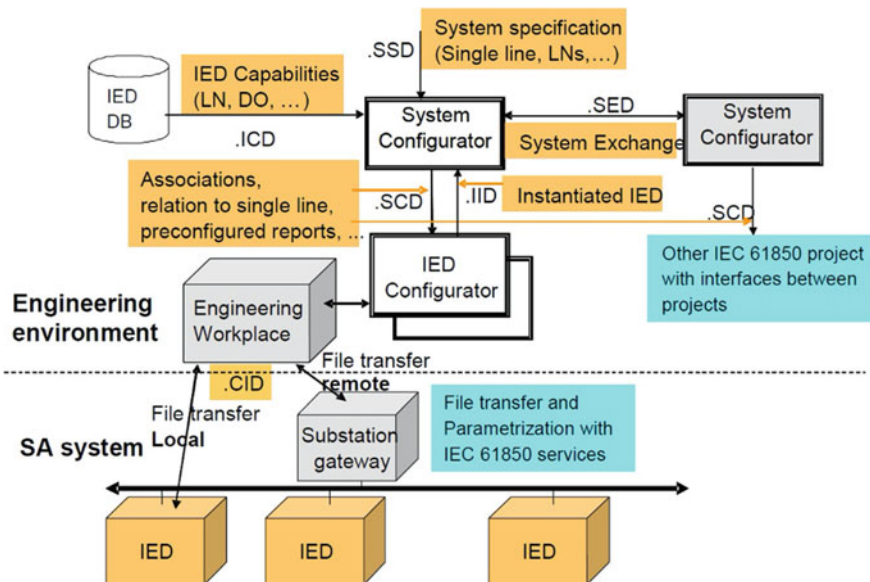 System specification
(Single line, LNs,…)
.SSD
IED Capabilities
(LN, DO, …)
IED
DB
.ICD
System
Configurator
.SED
System Exchange
System
Configurator
Associations,
relation to single line,
preconfigured reports, ...
.SCD
.IID
Instantiated IED
.SCD
IED
Configurator
Other IEC 61850 project
with interfaces between
projects
Engineering
environment
Engineering
Workplace
.CID
File transfer
remote
File transfer
Local
SA system
Substation
gateway
File transfer and
Parametrization with
IEC 61850 services
IED
IED
IED